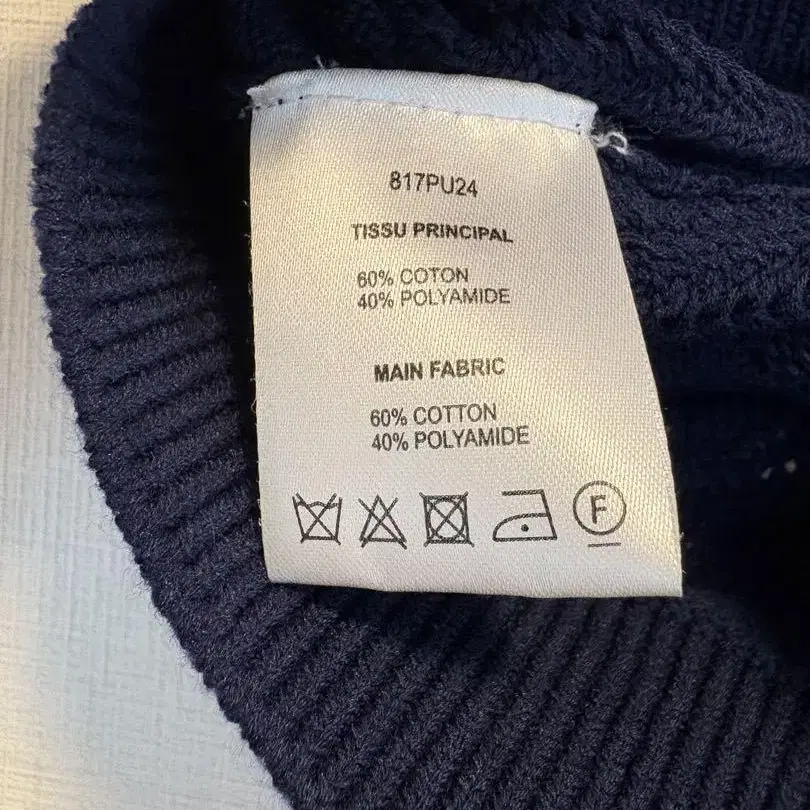 817PU24
TISSU PRINCIPAL
60% COTON
40% POLYAMIDE
MAIN FABRIC
60% COTTON
40% POLYAMIDE
F